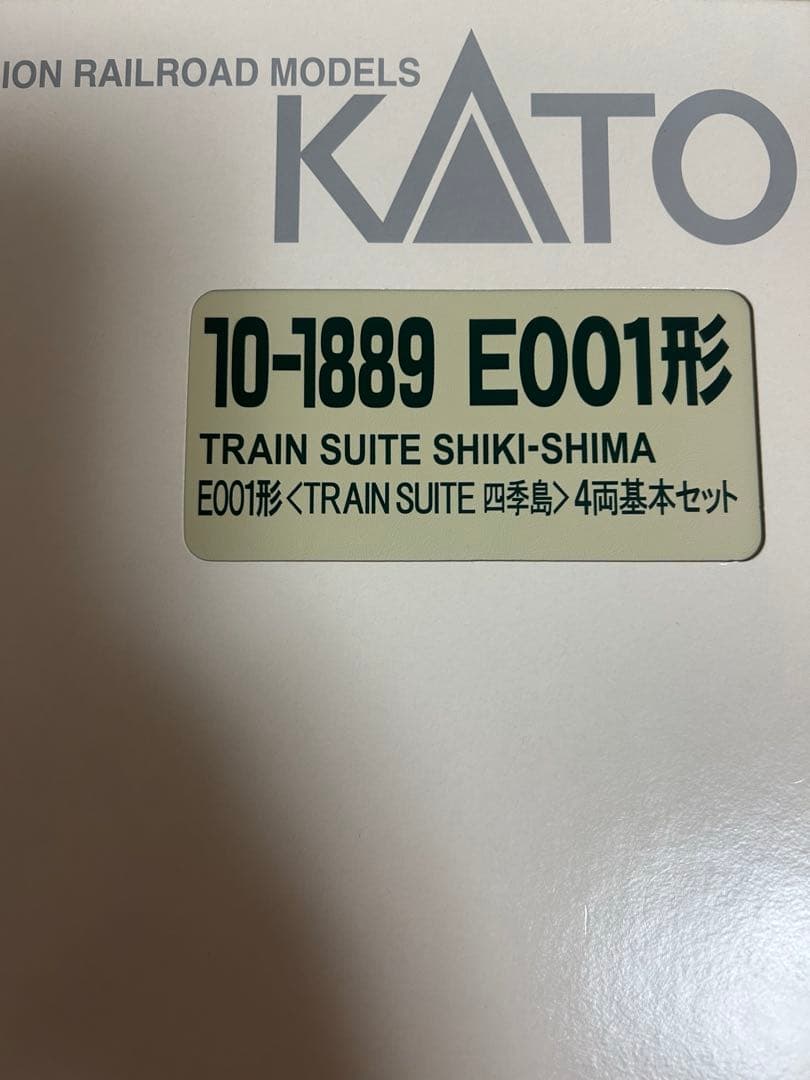 ION RAILROAD MODELS
KATO
10-1889 E001形
TRAIN SUITE SHIKI-SHIMA
E001形<TRAIN SUITE 四季島>4両基本セット